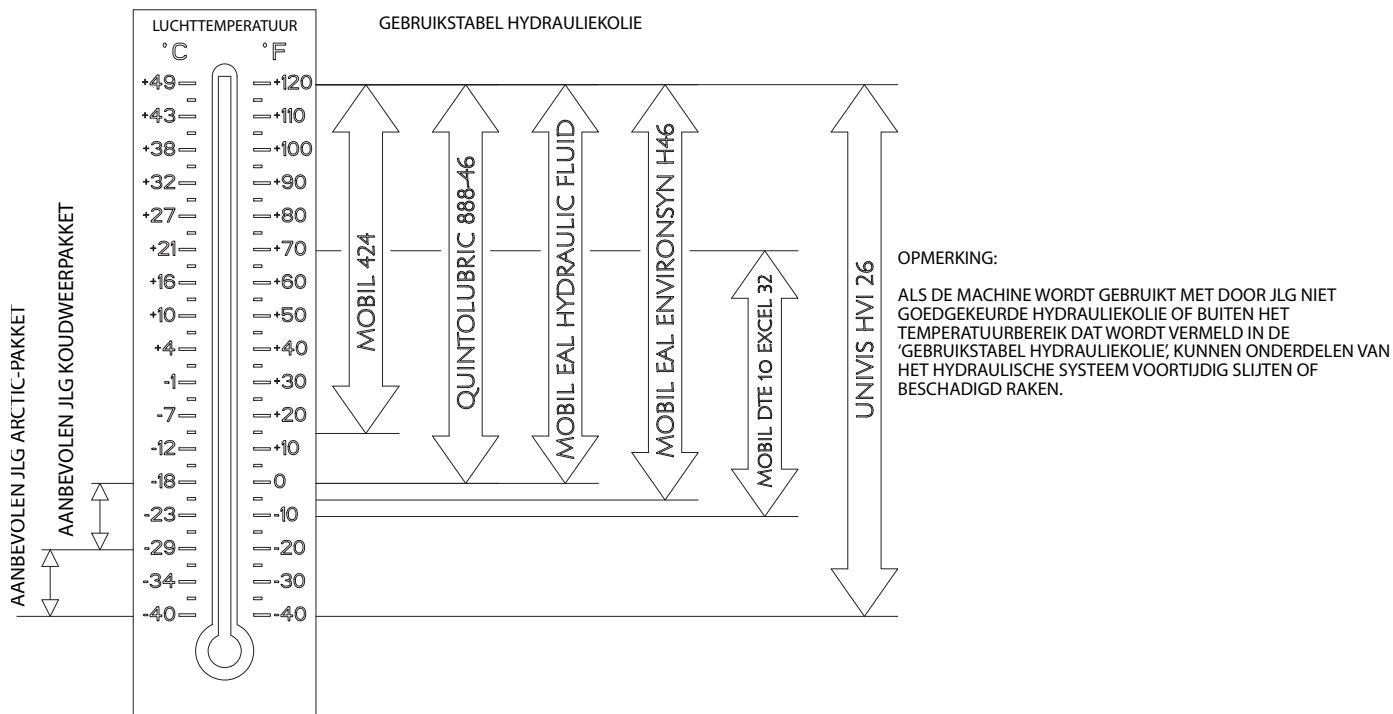 LUCHTTEMPERATUUR
GEBRUIKSTABEL HYDRAULIEKOLIE
°C °F
+49 +120
+43 +110
+38 +100
+32 +90
+27 +80
+21 +70
+16 +60
+10 +50
+4 +40
-1 +30
-7 +20
-12 +10
-18 0
-23 -10
-29 -20
-34 -30
-40 -40
AANBEVOLEN JLG ARCTIC-PAKKET
AANBEVOLEN JLG KOUDWEERPAKKET
MOBIL 424
QUINTOLUBRIC 888-46
MOBIL EAL HYDRAULIC FLUID
MOBIL EAL ENVIRONSYN H46
MOBIL DTE 10 EXCEL 32
UNIVIS HVI 26
OPMERKING:
ALS DE MACHINE WORDT GEBRUIKT MET DOOR JLG NIET
GOEDGEKEURDE HYDRAULIEKOLIE OF BUITEN HET
TEMPERATUURBEREIK DAT WORDT VERMELD IN DE
‘GEBRUIKSTABEL HYDRAULIEKOLIE’, KUNNEN ONDERDELEN VAN
HET HYDRAULISCHE SYSTEEM VOORTIJDIG SLIJTEN OF
BESCHADIGD RAKEN.